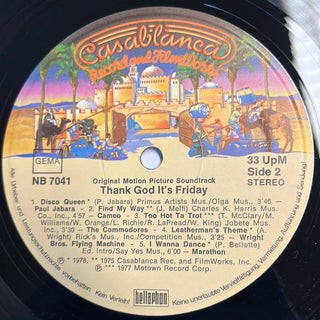 Casablanca
Record and FilmWorks
GEMA
NB 7041
Original Motion Picture Soundtrack
Thank God It's Friday
33 UpM
Side 2
STEREO
1. Disco Queen* (P. Jabara) Primus Artists Mus./Olga Mus., 3:46 –
Paul Jabara · 2. Find My Way** (J. Melfi) Charles K. Harris Mus.
Co., Inc., 4:57 – Cameo · 3. Too Hot Ta Trot*** (T. McClary/M.
Williams/W. Orange/L. Richie/R. LaPread/W. King) Jobete Mus.
Co., Inc., 3:24 – The Commodores · 4. Leatherman's Theme* (A.
Wright) Rick's Mus., Inc./Competition Mus., 3:25 – Wright
Bros. Flying Machine · 5. I Wanna Dance* (P. Bellotte)
Ed. Intro/Say Yes Mus., – Marathon
*℗ 1978, **℗ 1975 Casablanca Rec. and FilmWorks, Inc.
***℗ 1977 Motown Record Corp.
bellaphon
Alle Urheber- und Leistungsschutzrechte vorbehalten. Kein Verleih! Keine unerlaubte Vervielfältigung, Vermietung, Aufführung, Sendung!